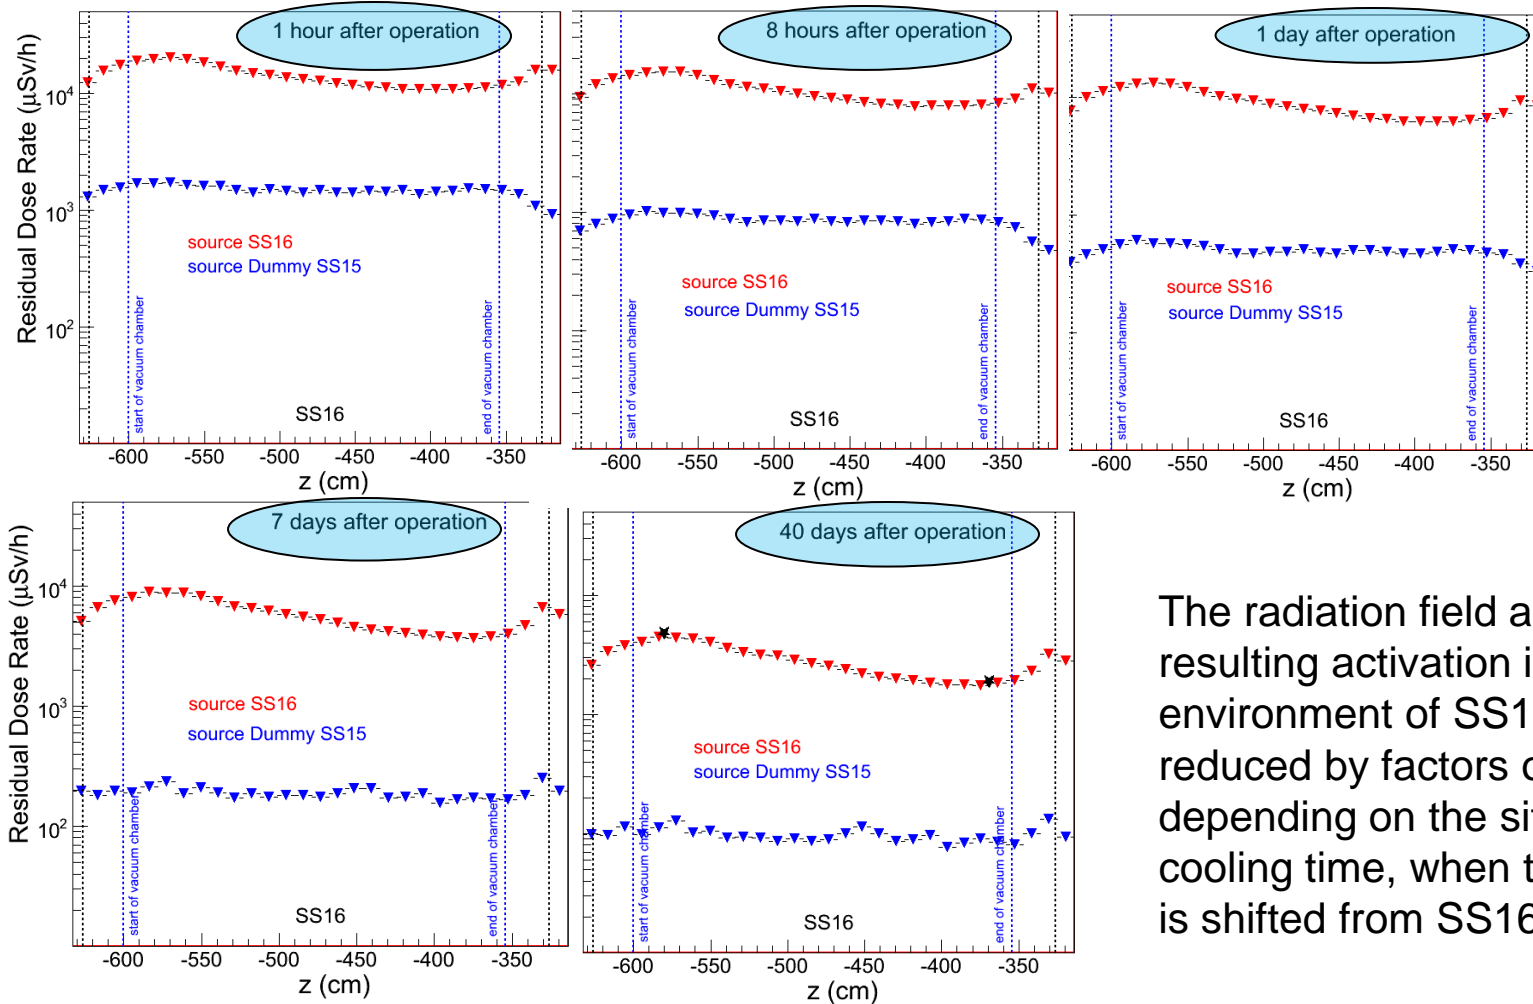 1 hour after operation
Residual Dose Rate (μSv/h)
10⁴
10³
10²
source SS16
source Dummy SS15
start of vacuum chamber
end of vacuum chamber
SS16
-600 -550 -500 -450 -400 -350
z (cm)
8 hours after operation
source SS16
source Dummy SS15
start of vacuum chamber
end of vacuum chamber
SS16
-600 -550 -500 -450 -400 -350
z (cm)
1 day after operation
source SS16
source Dummy SS15
start of vacuum chamber
end of vacuum chamber
SS16
-600 -550 -500 -450 -400 -350
z (cm)
7 days after operation
Residual Dose Rate (μSv/h)
10⁴
10³
10²
source SS16
source Dummy SS15
start of vacuum chamber
end of vacuum chamber
SS16
-600 -550 -500 -450 -400 -350
z (cm)
40 days after operation
source SS16
source Dummy SS15
start of vacuum chamber
end of vacuum chamber
SS16
-600 -550 -500 -450 -400 -350
z (cm)
The radiation field
resulting activation
environment of
reduced by factors
depending on the
cooling time, when
is shifted from SS16